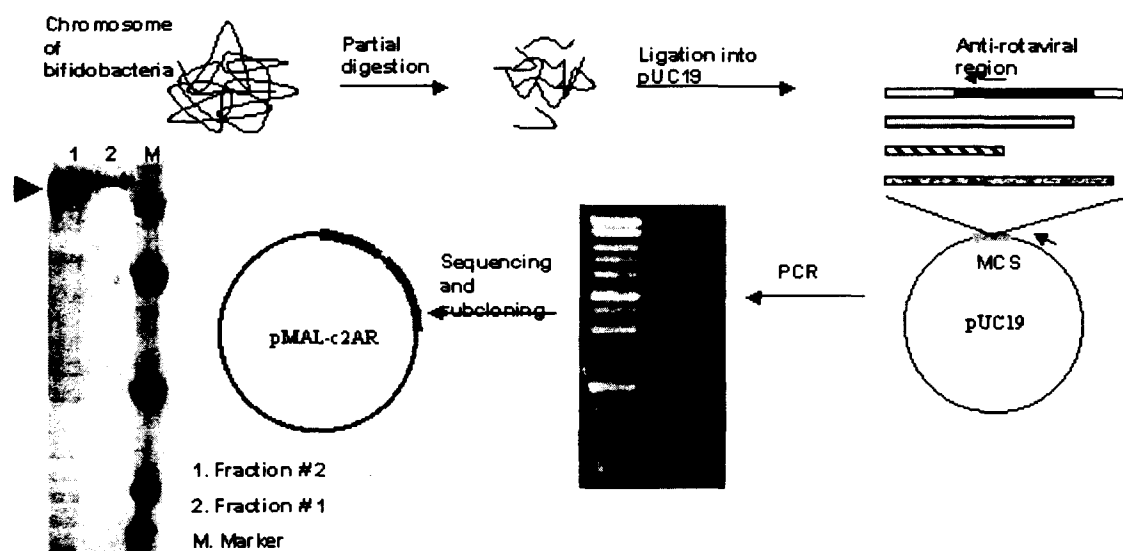 Chromosome
of
bifidobacteria
Partial
digestion
Ligation into
pUC19
Anti-rotaviral
region
1 2 M
MCS
pUC19
PCR
Sequencing
and
subcloning
pMAL-c2AR
1. Fraction #2
2. Fraction #1
M. Marker